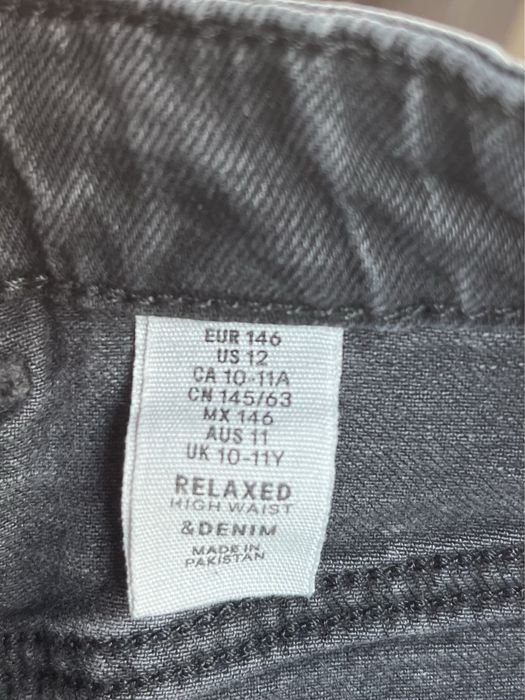 EUR 146
US 12
CA 10-11A
CN 145/63
MX 146
AUS 11
UK 10-11Y
RELAXED
HIGH WAIST
&DENIM
MADE IN
PAKISTAN